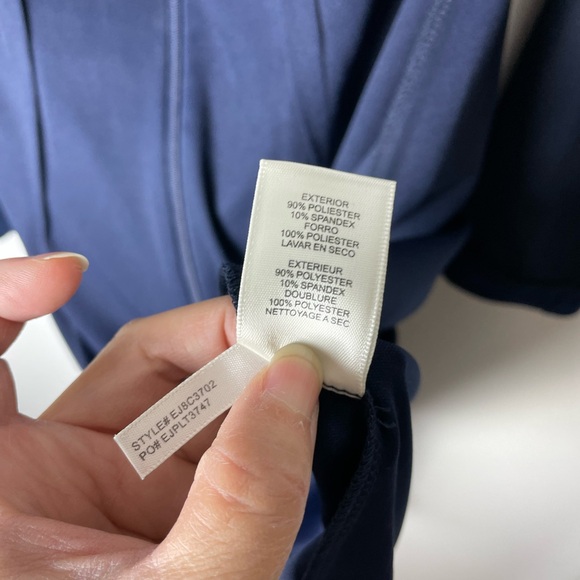 EXTERIOR
90% POLIESTER
10% SPANDEX
FORRO
100% POLIESTER
LAVAR EN SECO
EXTERIEUR
90% POLYESTER
10% SPANDEX
DOUBLURE
100% POLYESTER
NETTOYAGE A SEC
STYLE# EJ8C3702
PO# EJPLT3747